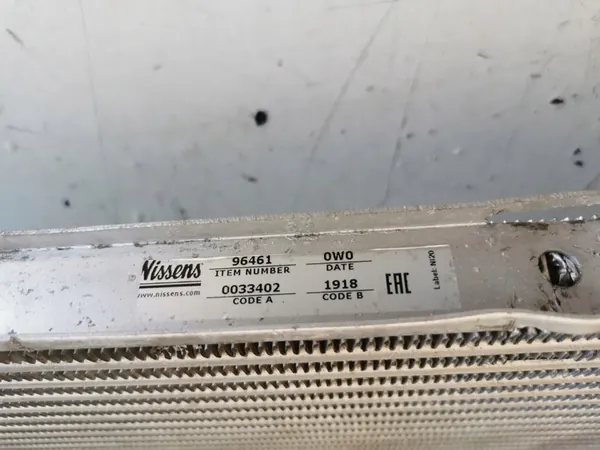 Nissens
www.nissens.com
96461
ITEM NUMBER
0W0
DATE
0033402
CODE A
1918
CODE B
EAC
Label: Ni20